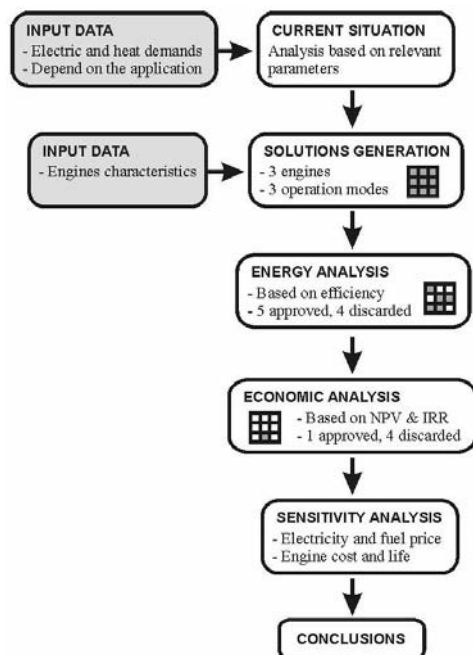 INPUT DATA
- Electric and heat demands
- Depend on the application
CURRENT SITUATION
Analysis based on relevant
parameters
INPUT DATA
- Engines characteristics
SOLUTIONS GENERATION
- 3 engines
- 3 operation modes
ENERGY ANALYSIS
- Based on efficiency
- 5 approved, 4 discarded
ECONOMIC ANALYSIS
- Based on NPV & IRR
- 1 approved, 4 discarded
SENSITIVITY ANALYSIS
- Electricity and fuel price
- Engine cost and life
CONCLUSIONS